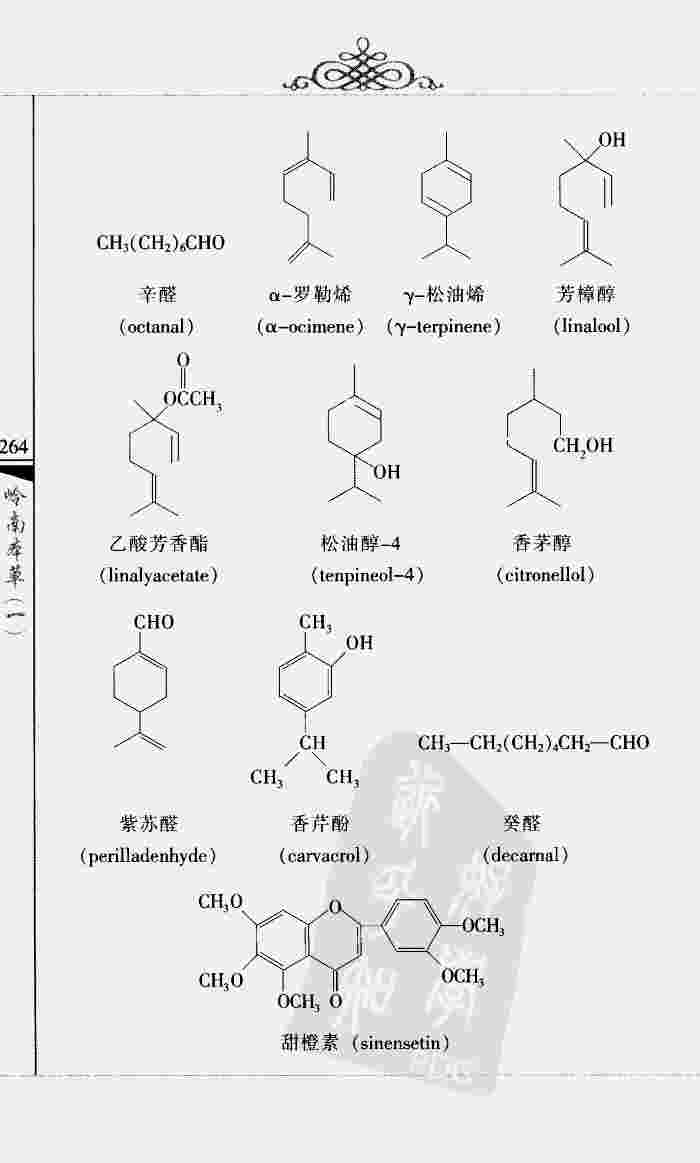 OH
CH₃(CH₂)₆CHO
辛醛
α-罗勒烯
γ-松油烯
芳樟醇
(octanal)
(α-ocimene)
(γ-terpinene)
(linalool)
O
OCCH₃
OH
CH₂OH
264
岭南本草(一)
乙酸芳香酯
松油醇-4
香茅醇
(linalyacetate)
(tenpineol-4)
(citronellol)
CHO
CH₃
OH
CH
CH₃
CH₃
CH₃—CH₂(CH₂)₄CH₂—CHO
紫苏醛
香芹酚
癸醛
(perilladenhyde)
(carvacrol)
(decarnal)
CH₃O
O
OCH₃
CH₃O
OCH₃
OCH₃
O
甜橙素 (sinensetin)